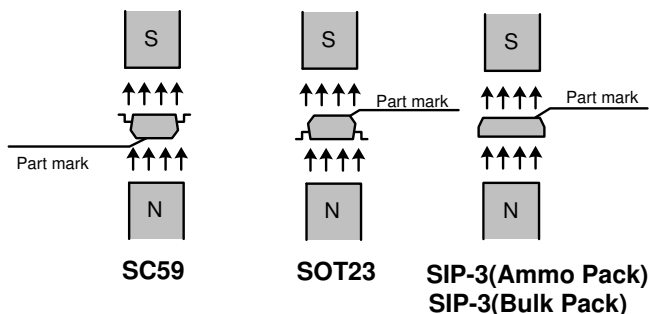 S
S
S
Part mark
Part mark
Part mark
N
N
N
SC59
SOT23
SIP-3(Ammo Pack)
SIP-3(Bulk Pack)